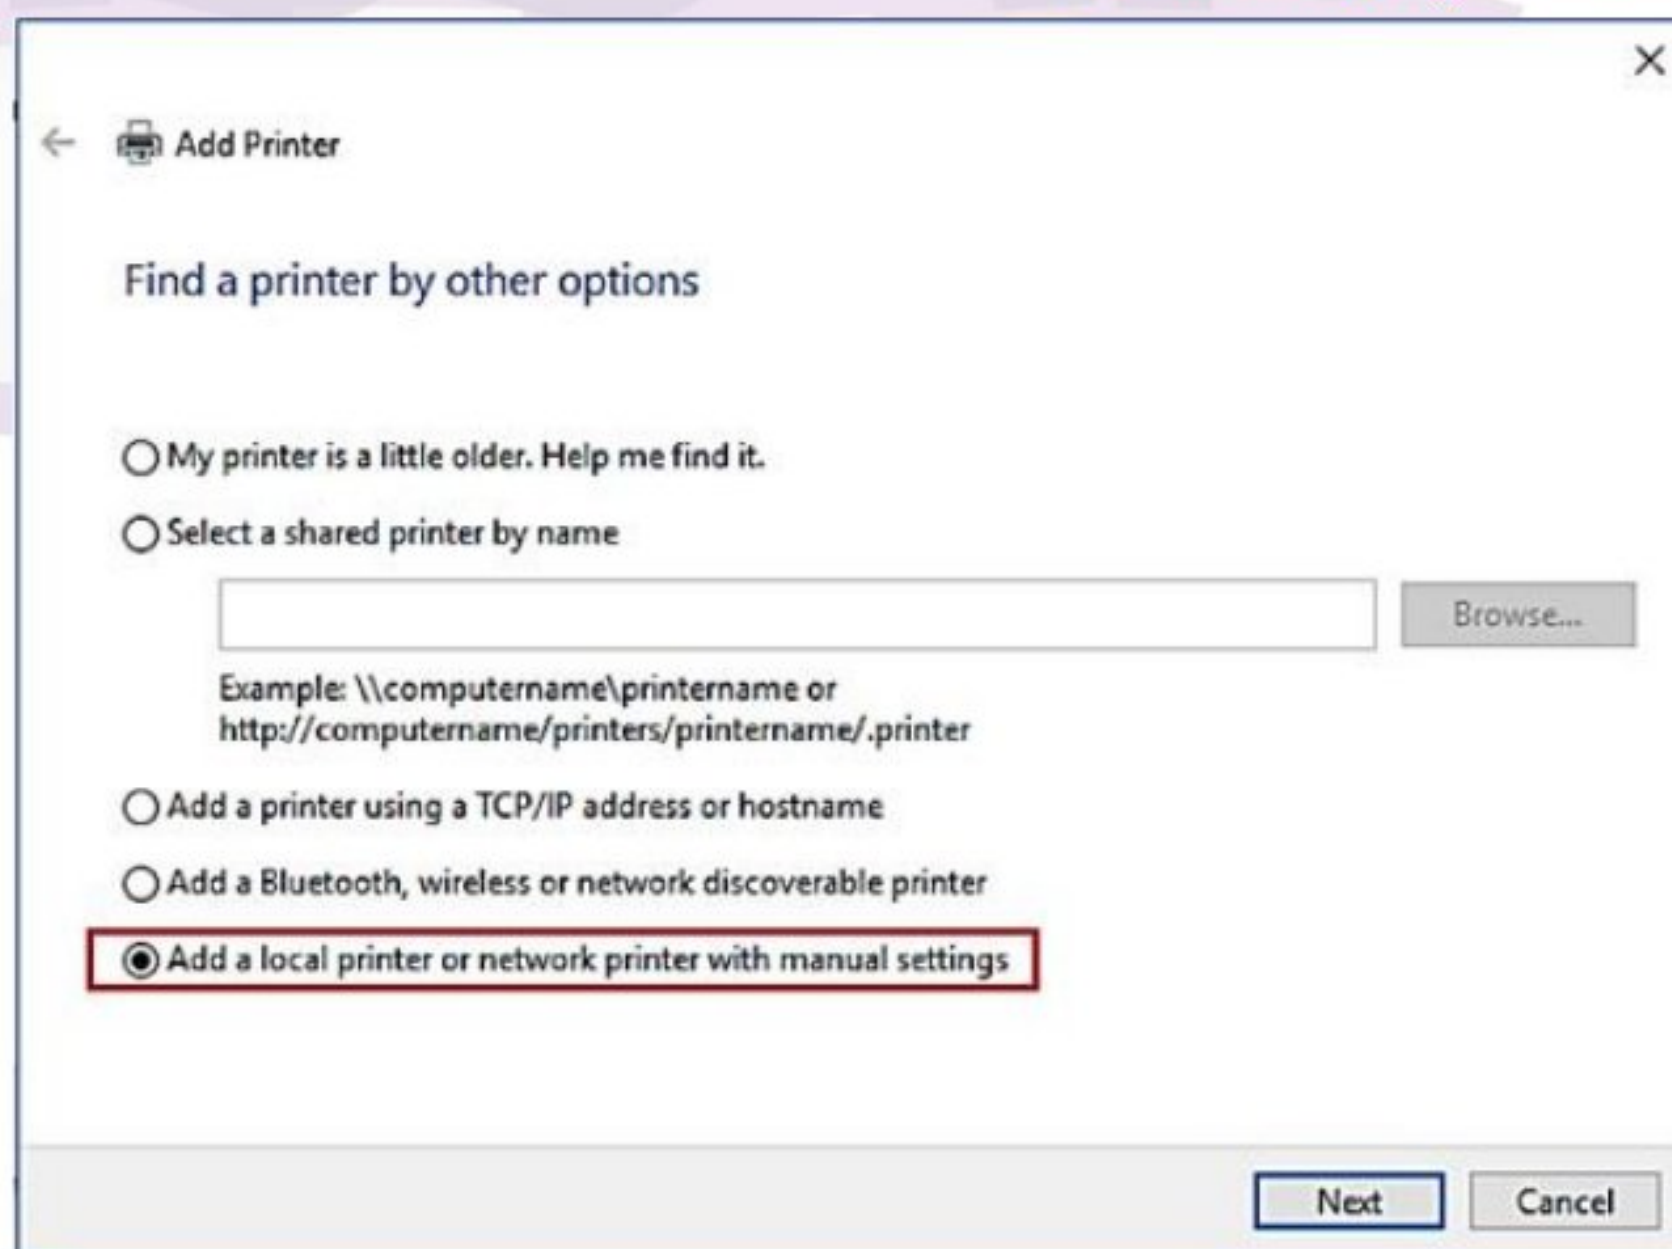 Add Printer
Find a printer by other options
My printer is a little older. Help me find it.
Select a shared printer by name
Browse...
Example: \\computername\printername or
http://computername/printers/printername/.printer
Add a printer using a TCP/IP address or hostname
Add a Bluetooth, wireless or network discoverable printer
Add a local printer or network printer with manual settings
Next
Cancel